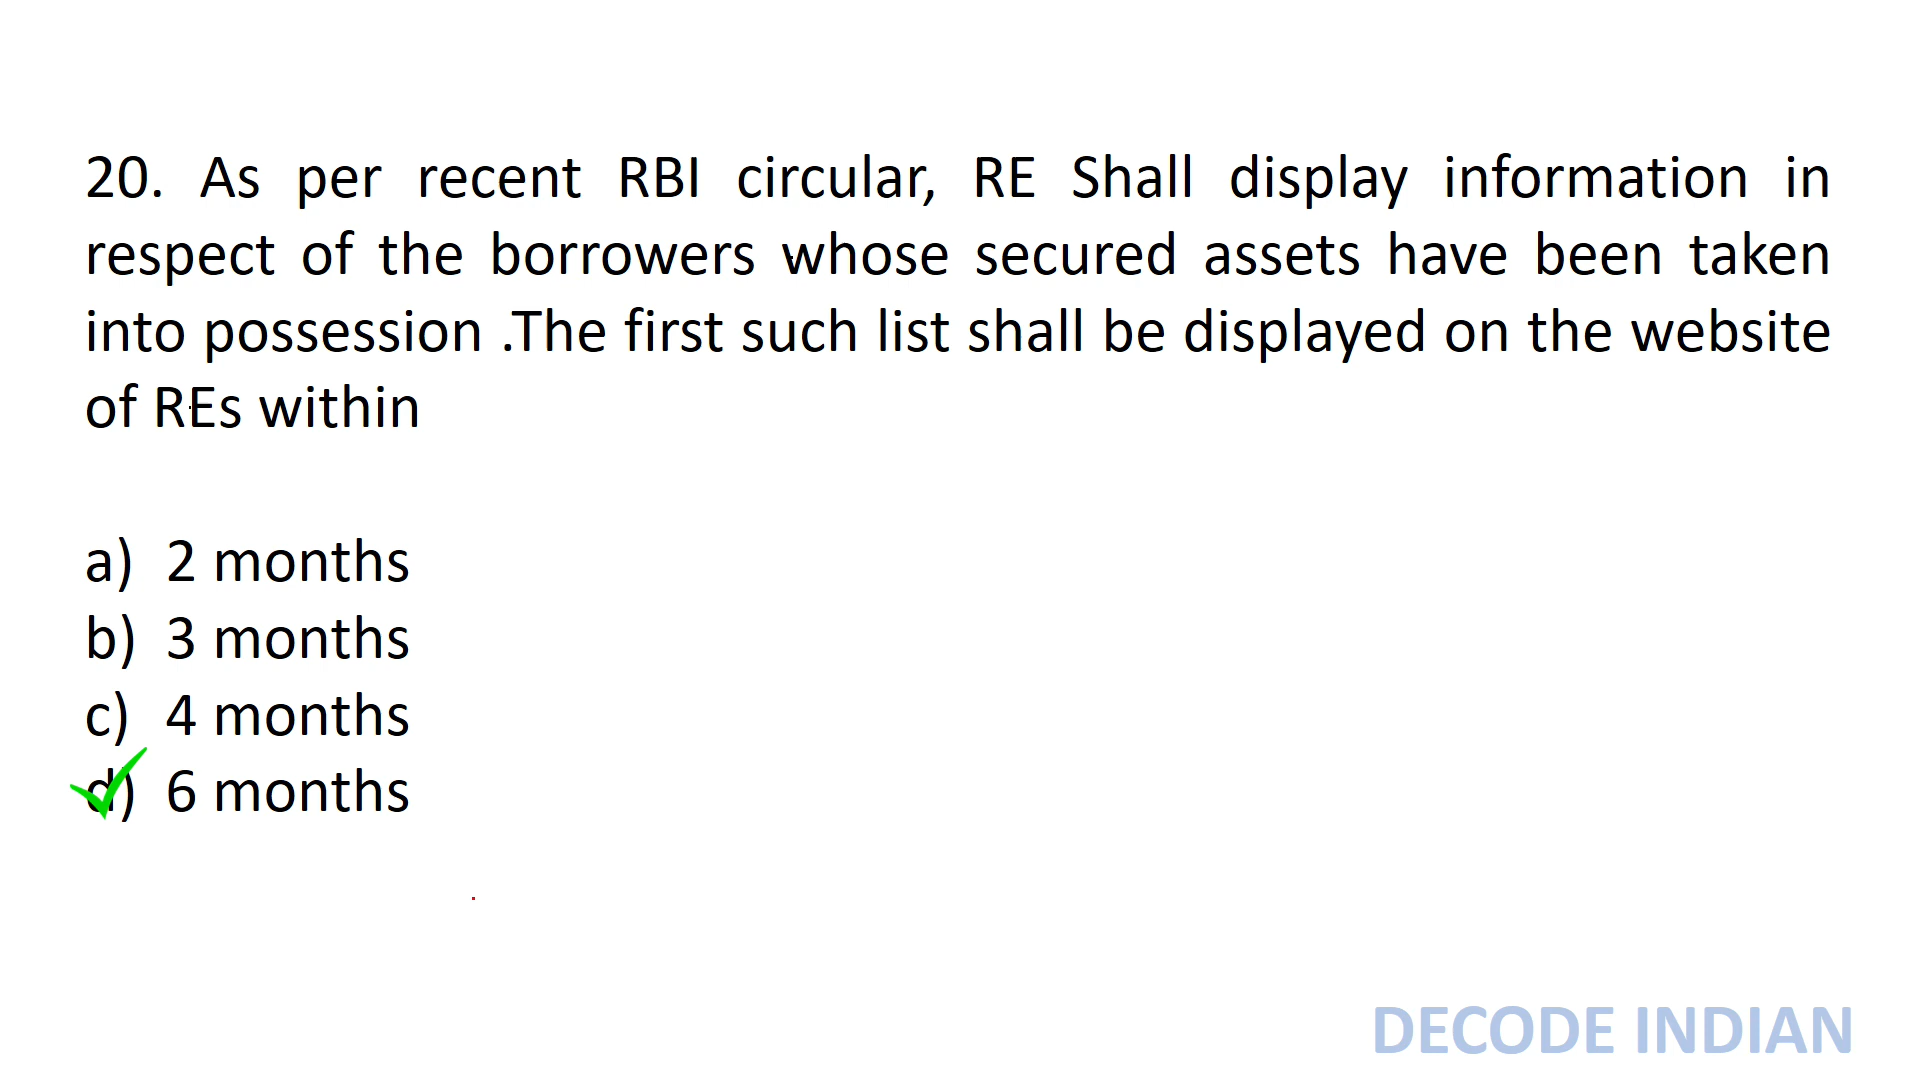 20. As per recent RBI circular, RE Shall display information in
respect of the borrowers whose secured assets have been taken
into possession .The first such list shall be displayed on the website
of REs within
a) 2 months
b) 3 months
c) 4 months
d) 6 months
DECODE INDIAN